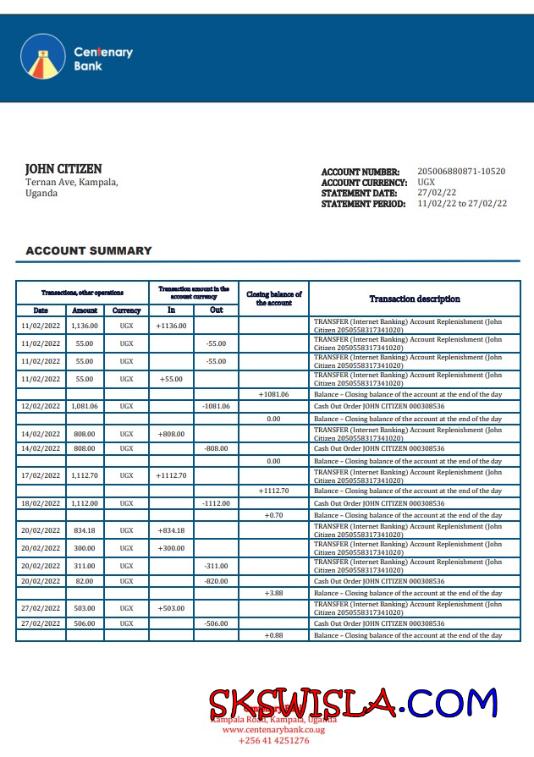 Centenary
Bank
JOHN CITIZEN
Ternan Ave, Kampala,
Uganda
ACCOUNT NUMBER: 205006880871-10520
ACCOUNT CURRENCY: UGX
STATEMENT DATE: 27/02/22
STATEMENT PERIOD: 11/02/22 to 27/02/22
ACCOUNT SUMMARY
Transactions, other operations
Transaction amount in the
account currency
Closing balance of
the account
Transaction description
Date Amount Currency In Out
11/02/2022 1,136.00 UGX +1136.00 TRANSFER (Internet Banking) Account Replenishment (John
Citizen 2050558317341020)
11/02/2022 55.00 UGX -55.00 TRANSFER (Internet Banking) Account Replenishment (John
Citizen 2050558317341020)
11/02/2022 55.00 UGX -55.00 TRANSFER (Internet Banking) Account Replenishment (John
Citizen 2050558317341020)
11/02/2022 55.00 UGX +55.00 TRANSFER (Internet Banking) Account Replenishment (John
Citizen 2050558317341020)
+1081.06 Balance – Closing balance of the account at the end of the day
12/02/2022 1,081.06 UGX -1081.06 Cash Out Order JOHN CITIZEN 000308536
0.00 Balance – Closing balance of the account at the end of the day
14/02/2022 808.00 UGX +808.00 TRANSFER (Internet Banking) Account Replenishment (John
Citizen 2050558317341020)
14/02/2022 808.00 UGX -808.00 Cash Out Order JOHN CITIZEN 000308536
0.00 Balance – Closing balance of the account at the end of the day
17/02/2022 1,112.70 UGX +1112.70 TRANSFER (Internet Banking) Account Replenishment (John
Citizen 2050558317341020)
+1112.70 Balance – Closing balance of the account at the end of the day
18/02/2022 1,112.00 UGX -1112.00 Cash Out Order JOHN CITIZEN 000308536
+0.70 Balance – Closing balance of the account at the end of the day
20/02/2022 834.18 UGX +834.18 TRANSFER (Internet Banking) Account Replenishment (John
Citizen 2050558317341020)
20/02/2022 300.00 UGX +300.00 TRANSFER (Internet Banking) Account Replenishment (John
Citizen 2050558317341020)
20/02/2022 311.00 UGX -311.00 TRANSFER (Internet Banking) Account Replenishment (John
Citizen 2050558317341020)
20/02/2022 82.00 UGX -820.00 Cash Out Order JOHN CITIZEN 000308536
+3.88 Balance – Closing balance of the account at the end of the day
27/02/2022 503.00 UGX +503.00 TRANSFER (Internet Banking) Account Replenishment (John
Citizen 2050558317341020)
27/02/2022 506.00 UGX -506.00 Cash Out Order JOHN CITIZEN 000308536
+0.88 Balance – Closing balance of the account at the end of the day
SKSWISLA.COM
Kampala Road, Kampala, Uganda
www.centenarybank.co.ug
+256 41 4251276